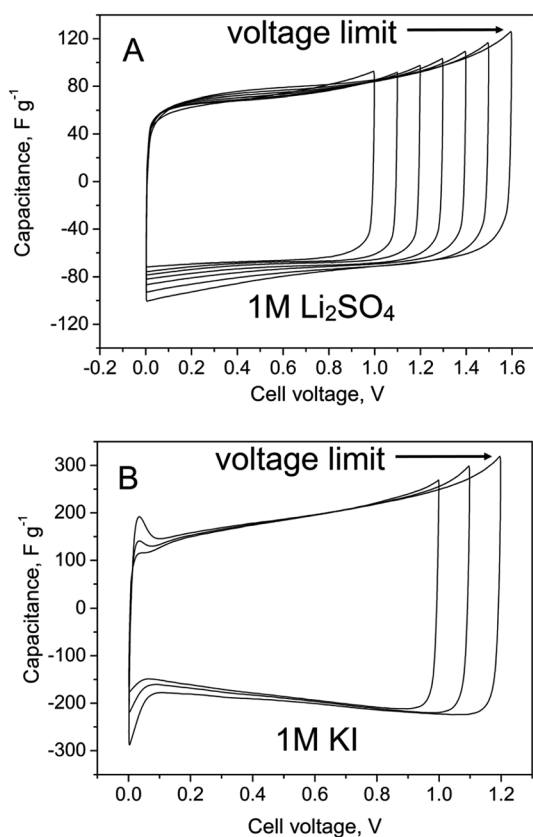 A
voltage limit
120
80
40
0
-40
-80
-120
Capacitance, F g⁻¹
1M Li₂SO₄
-0.2 0.0 0.2 0.4 0.6 0.8 1.0 1.2 1.4 1.6
Cell voltage, V
B
voltage limit
300
200
100
0
-100
-200
-300
Capacitance, F g⁻¹
1M KI
0.0 0.2 0.4 0.6 0.8 1.0 1.2
Cell voltage, V